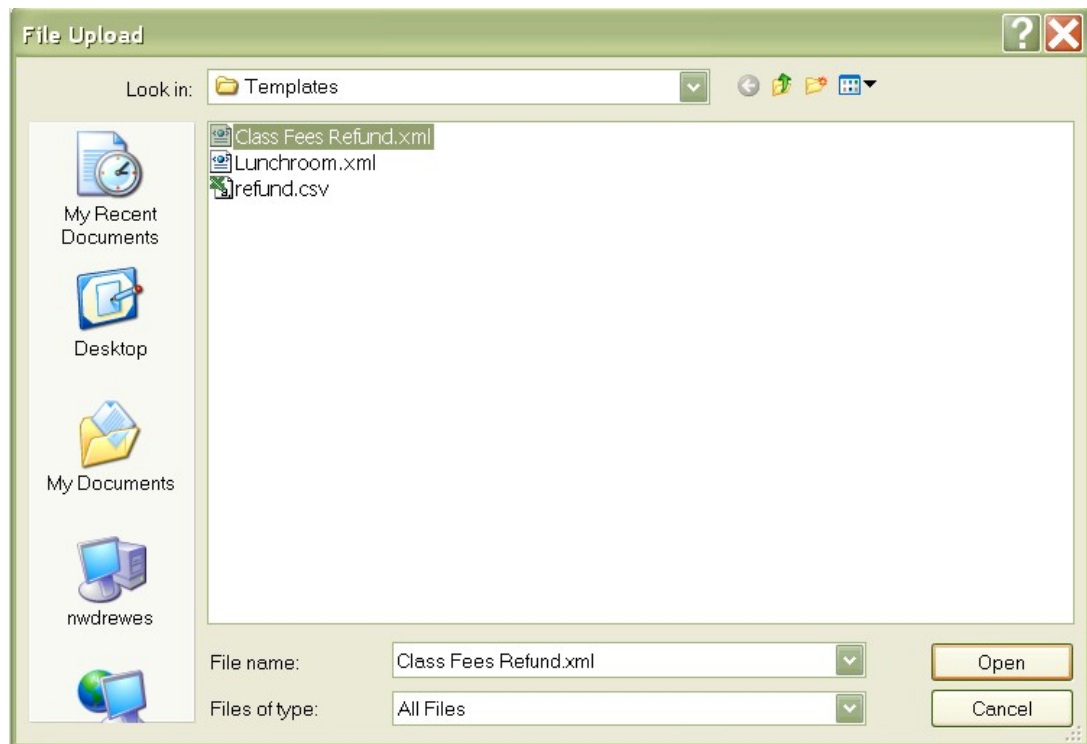 File Upload
Look in:
Templates
Class Fees Refund.xml
Lunchroom.xml
refund.csv
My Recent
Documents
Desktop
My Documents
nwdrewes
File name:
Class Fees Refund.xml
Open
Files of type:
All Files
Cancel